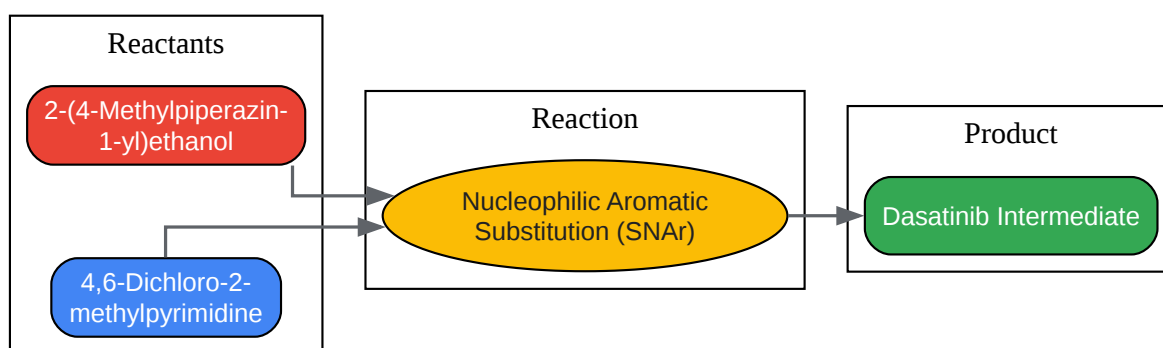 Reactants
2-(4-Methylpiperazin-
1-yl)ethanol
4,6-Dichloro-2-
methylpyrimidine
Reaction
Nucleophilic Aromatic
Substitution (SNAr)
Product
Dasatinib Intermediate